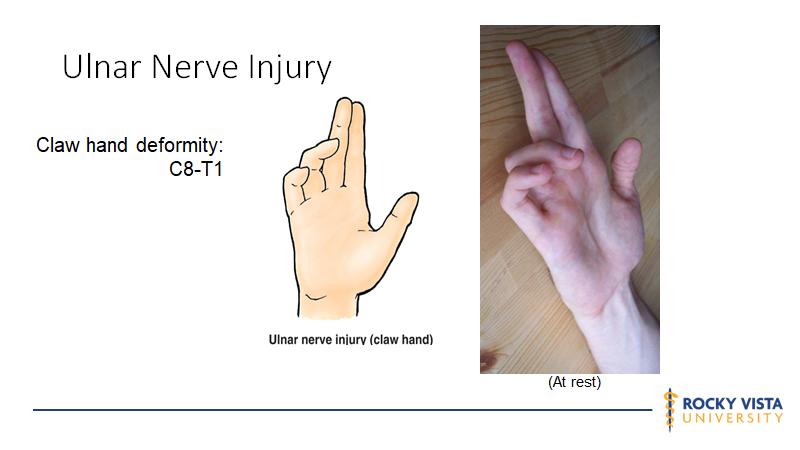 Ulnar Nerve Injury
Claw hand deformity:
C8-T1
Ulnar nerve injury (claw hand)
(At rest)
ROCKY VISTA
UNIVERSITY